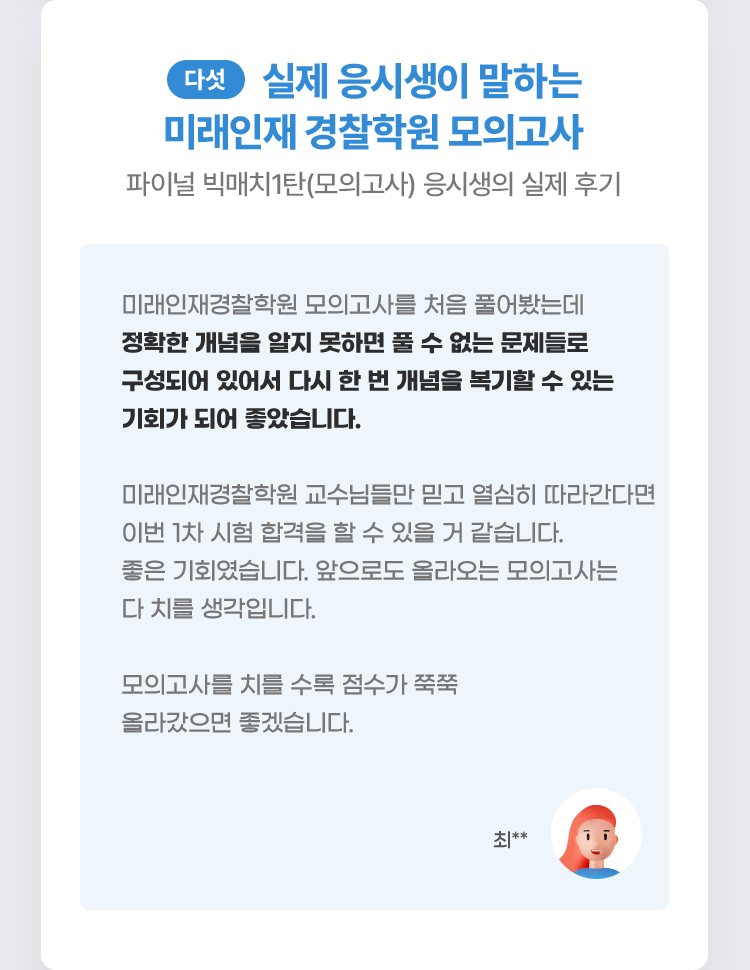 다섯 실제 응시생이 말하는
미래인재 경찰학원 모의고사
파이널 빅매치1탄(모의고사) 응시생의 실제 후기
미래인재경찰학원 모의고사를 처음 풀어봤는데
정확한 개념을 알지 못하면 풀 수 없는 문제들로
구성되어 있어서 다시 한 번 개념을 복기할 수 있는
기회가 되어 좋았습니다.
미래인재경찰학원 교수님들만 믿고 열심히 따라간다면
이번 1차 시험 합격을 할 수 있을 거 같습니다.
좋은 기회였습니다. 앞으로도 올라오는 모의고사는
다 치를 생각입니다.
모의고사를 치를 수록 점수가 쭉쭉
올라갔으면 좋겠습니다.
최**